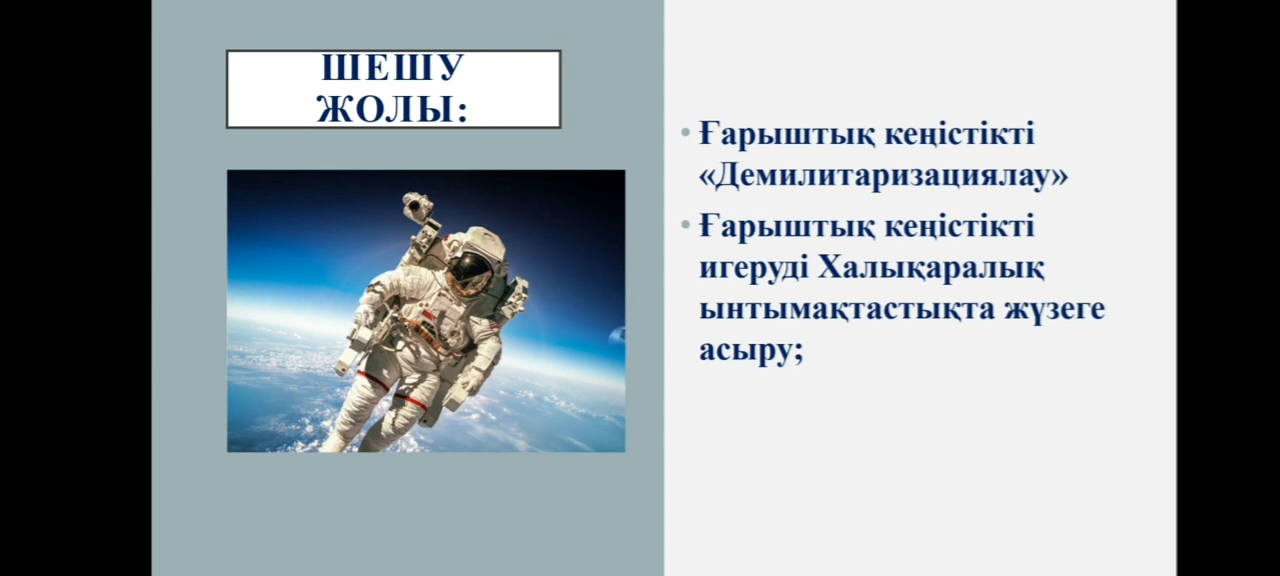 ШЕШУ
ЖОЛЫ:
• Ғарыштық кеңістікті
«Демилитаризациялау»
• Ғарыштық кеңістікті
игеруді Халықаралық
ынтымақтастықта жүзеге
асыру;